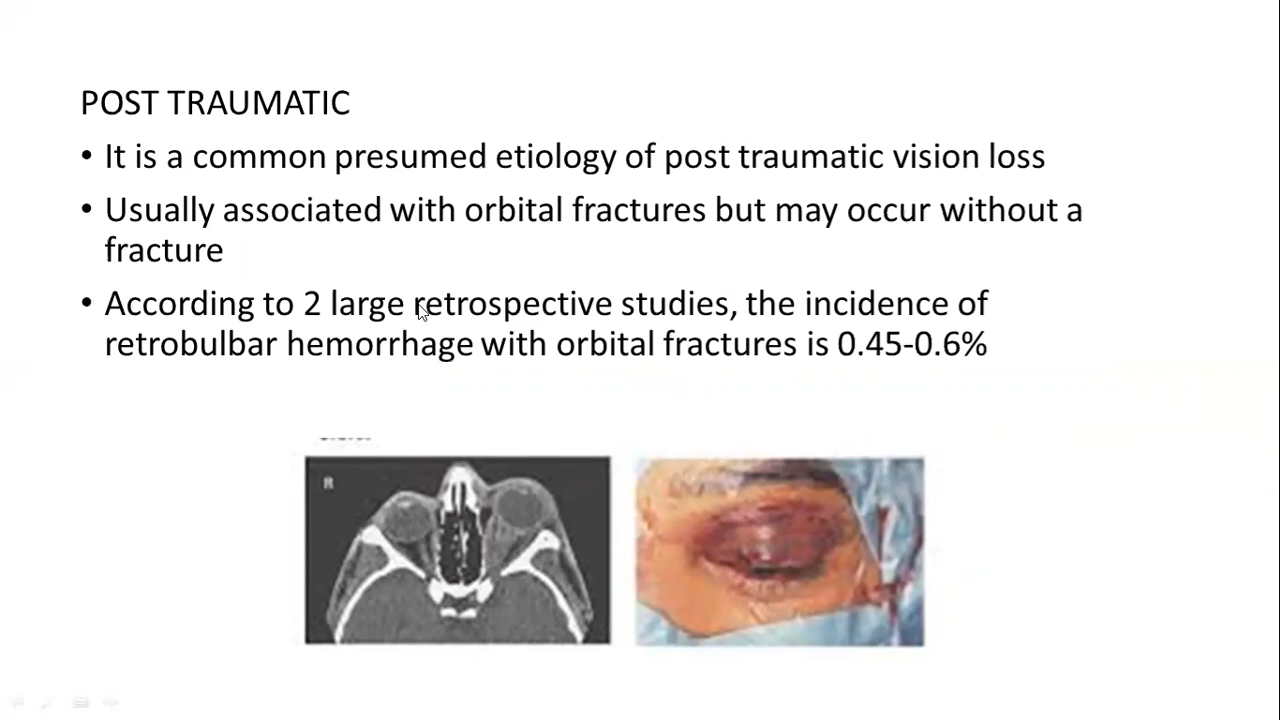 POST TRAUMATIC
• It is a common presumed etiology of post traumatic vision loss
• Usually associated with orbital fractures but may occur without a
fracture
• According to 2 large retrospective studies, the incidence of
retrobulbar hemorrhage with orbital fractures is 0.45-0.6%
R